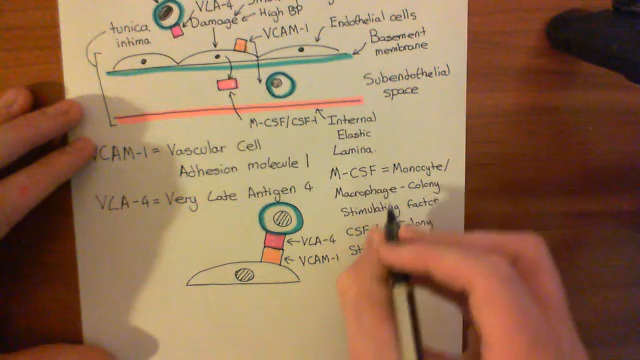 VLA-4
Damage
High BP
tunica
intima
VCAM-1
Endothelial cells
Basement
membrane
Subendothelial
space
M-CSF/CSF-1
Internal
Elastic
Lamina.
VCAM-1 = Vascular Cell
Adhesion molecule 1
VLA-4 = Very Late Antigen 4
M-CSF = Monocyte/
Macrophage-Colony
Stimulating factor
VLA-4
VCAM-1
CSF
Colony